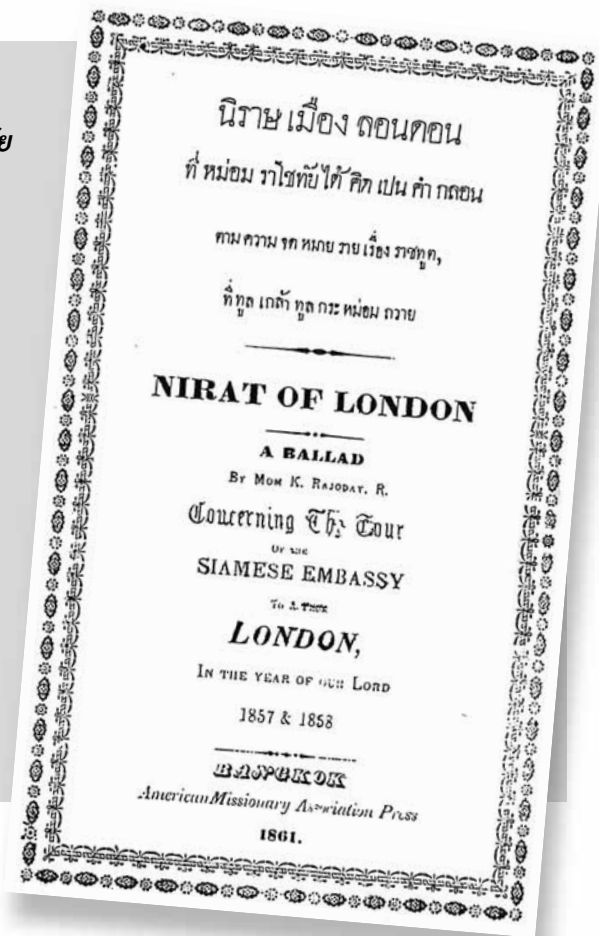 นิราษ เมือง ลอนดอน
ที่ หม่อม ราโชทัย ได้ คิด เปน คำ กลอน
ตาม ความ จด หมาย ราย เรื่อง ราชทูต,
ที่ ทูล เกล้า ทูล กระ หม่อม ถวาย
NIRAT OF LONDON
A BALLAD
BY MOM K. RAJODAY. R.
Concerning The Tour
OF THE
SIAMESE EMBASSY
TO
LONDON,
IN THE YEAR OF OUR LORD
1857 & 1858
BANGKOK
American Missionary Association Press
1861.